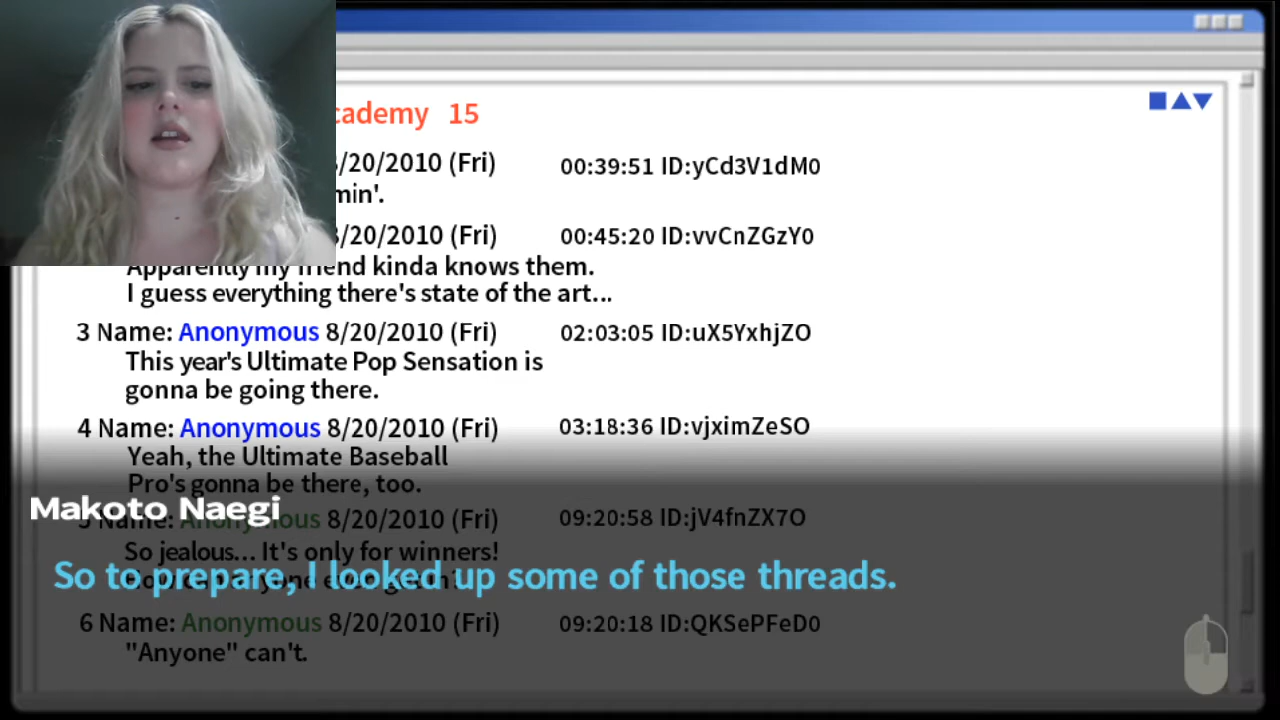 cademy 15
/20/2010 (Fri) 00:39:51 ID:yCd3V1dM0
min'.
/20/2010 (Fri) 00:45:20 ID:vvCnZGzY0
Apparently my friend kinda knows them.
I guess everything there's state of the art...
3 Name: Anonymous 8/20/2010 (Fri) 02:03:05 ID:uX5YxhjZO
This year's Ultimate Pop Sensation is
gonna be going there.
4 Name: Anonymous 8/20/2010 (Fri) 03:18:36 ID:vjximZeSO
Yeah, the Ultimate Baseball
Pro's gonna be there, too.
Makoto Naegi
5 Name: Anonymous 8/20/2010 (Fri) 09:20:58 ID:jV4fnZX7O
So jealous... It's only for winners!
So to prepare, I looked up some of those threads.
6 Name: Anonymous 8/20/2010 (Fri) 09:20:18 ID:QKSePFeD0
"Anyone" can't.